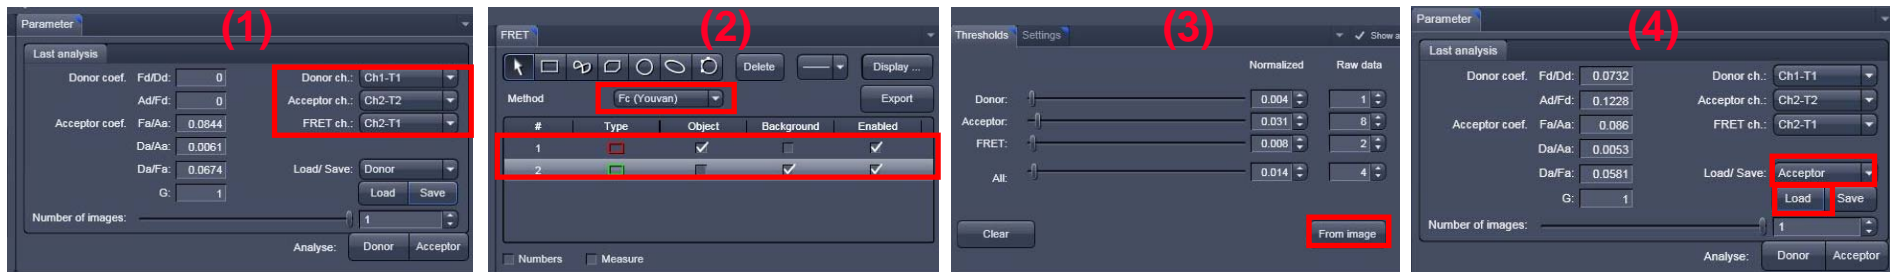 (1)
Parameter
Last analysis
Donor coef. Fd/Dd: 0 Donor ch.: Ch1-T1
Ad/Fd: 0 Acceptor ch.: Ch2-T2
Acceptor coef. Fa/Aa: 0.0844 FRET ch.: Ch2-T1
Da/Aa: 0.0061
Da/Fa: 0.0674 Load/ Save: Donor
G: 1 Load Save
Number of images: 1
Analyse: Donor Acceptor
(2)
FRET
Delete Display ...
Method Fc (Youvan) Export
# Type Object Background Enabled
1
2
Numbers Measure
(3)
Thresholds Settings Show a
Normalized Raw data
Donor: 0.004 1
Acceptor: 0.031 8
FRET: 0.008 2
All: 0.014 4
Clear From image
(4)
Parameter
Last analysis
Donor coef. Fd/Dd: 0.0732 Donor ch.: Ch1-T1
Ad/Fd: 0.1228 Acceptor ch.: Ch2-T2
Acceptor coef. Fa/Aa: 0.086 FRET ch.: Ch2-T1
Da/Aa: 0.0053
Da/Fa: 0.0581 Load/ Save: Acceptor
G: 1 Load Save
Number of images: 1
Analyse: Donor Acceptor